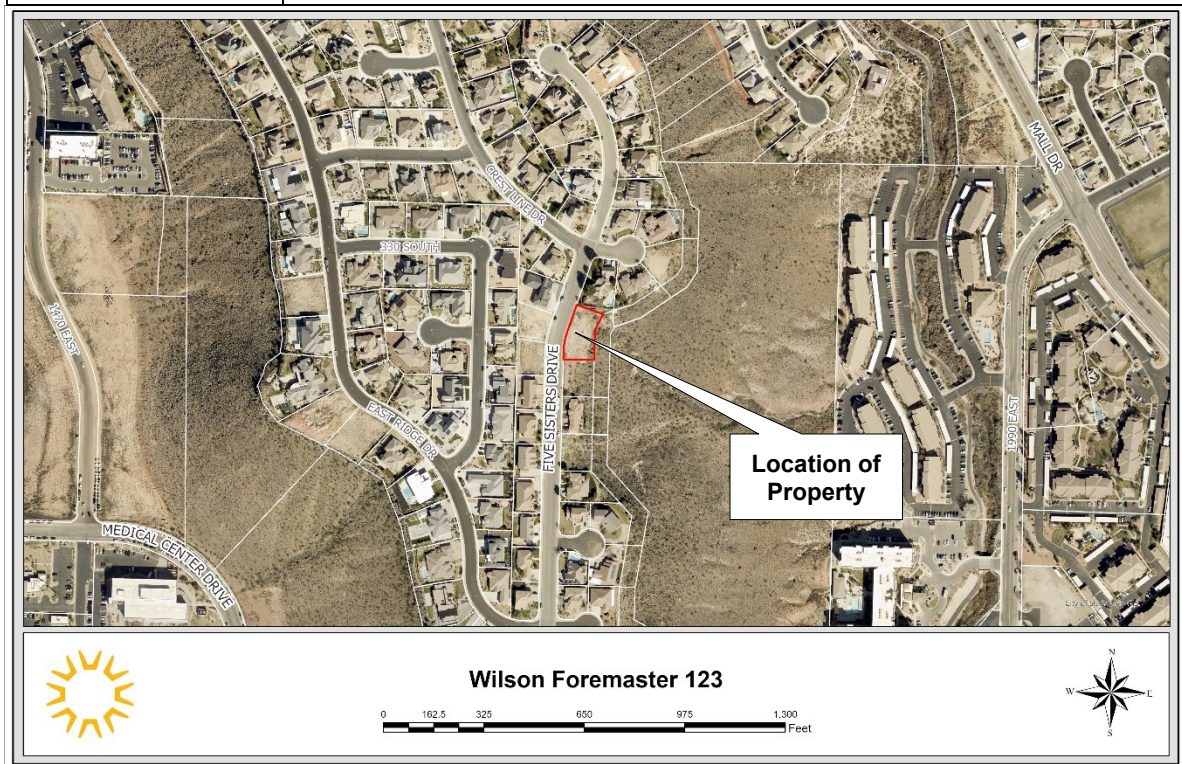 MALL DR
CREST LINE DR
330 SOUTH
1470 EAST
FIVE SISTERS DRIVE
EAST RIDGE DR
1990 EAST
Location of
Property
MEDICAL CENTER DRIVE
Wilson Foremaster 123
0 162.5 325 650 975 1,300
Feet
N
W E
S